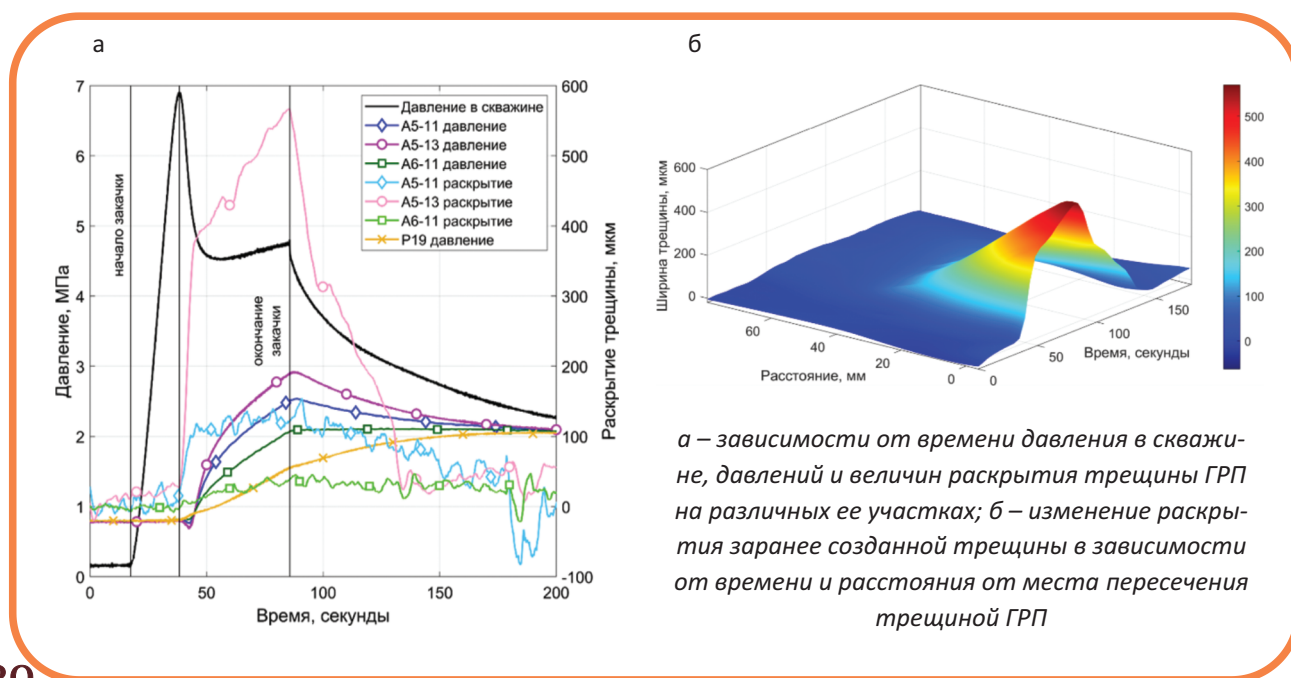 а
7
6
5
4
3
2
1
0
Давление, МПа
0
50
100
150
200
Время, секунды
600
500
400
300
200
100
0
-100
Раскрытие трещины, мкм
начало закачки
окончание
закачки
Давление в скважине
А5-11 давление
А5-13 давление
А6-11 давление
А5-11 раскрытие
А5-13 раскрытие
А6-11 раскрытие
Р19 давление
б
600
400
200
0
Ширина трещины, мкм
60
40
20
0
Расстояние, мм
0
50
100
150
Время, секунды
500
400
300
200
100
0
а – зависимости от времени давления в скважи-
не, давлений и величин раскрытия трещины ГРП
на различных ее участках; б – изменение раскры-
тия заранее созданной трещины в зависимости
от времени и расстояния от места пересечения
трещиной ГРП